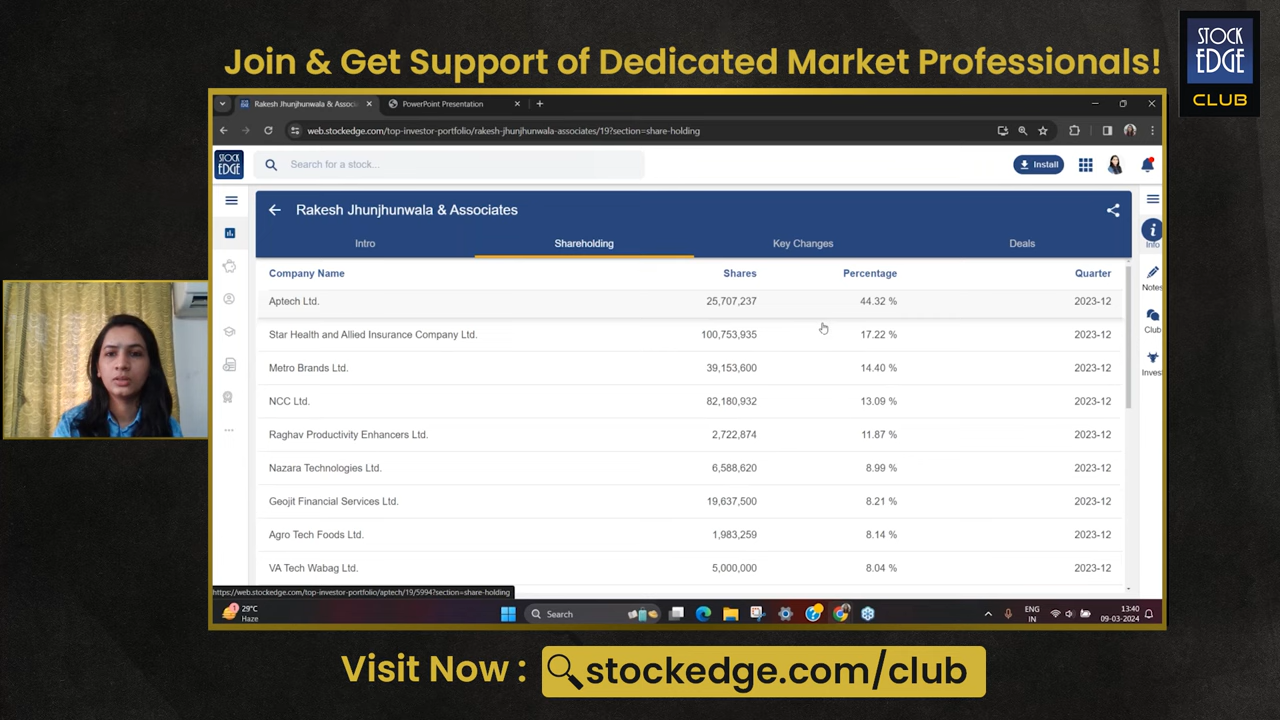 Join & Get Support of Dedicated Market Professionals!
STOCK
EDGE
CLUB
Rakesh Jhunjhunwala & Associ
PowerPoint Presentation
web.stockedge.com/top-investor-portfolio/rakesh-jhunjhunwala-associates/19?section=share-holding
STOCK
EDGE
Search for a stock...
Install
Rakesh Jhunjhunwala & Associates
Intro Shareholding Key Changes Deals
Company Name Shares Percentage Quarter
Aptech Ltd. 25,707,237 44.32 % 2023-12
Star Health and Allied Insurance Company Ltd. 100,753,935 17.22 % 2023-12
Metro Brands Ltd. 39,153,600 14.40 % 2023-12
NCC Ltd. 82,180,932 13.09 % 2023-12
Raghav Productivity Enhancers Ltd. 2,722,874 11.87 % 2023-12
Nazara Technologies Ltd. 6,588,620 8.99 % 2023-12
Geojit Financial Services Ltd. 19,637,500 8.21 % 2023-12
Agro Tech Foods Ltd. 1,983,259 8.14 % 2023-12
VA Tech Wabag Ltd. 5,000,000 8.04 % 2023-12
Info
Notes
Club
Inves
https://web.stockedge.com/top-investor-portfolio/aptech/19/5994?section=share-holding
29°C
Haze
Search
ENG
IN
13:40
09-03-2024
Visit Now : stockedge.com/club